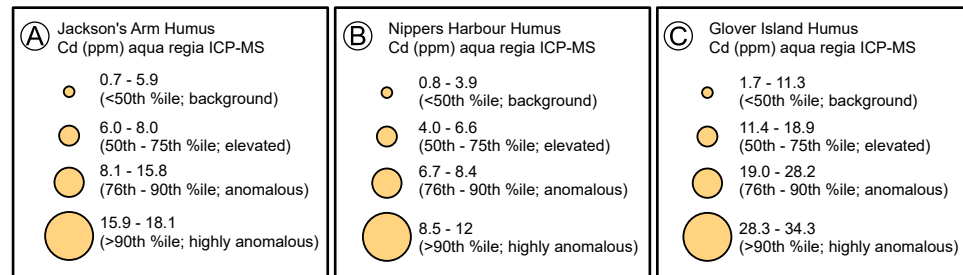 A
Jackson's Arm Humus
Cd (ppm) aqua regia ICP-MS
0.7 - 5.9
(<50th %ile; background)
6.0 - 8.0
(50th - 75th %ile; elevated)
8.1 - 15.8
(76th - 90th %ile; anomalous)
15.9 - 18.1
(>90th %ile; highly anomalous)
B
Nippers Harbour Humus
Cd (ppm) aqua regia ICP-MS
0.8 - 3.9
(<50th %ile; background)
4.0 - 6.6
(50th - 75th %ile; elevated)
6.7 - 8.4
(76th - 90th %ile; anomalous)
8.5 - 12
(>90th %ile; highly anomalous)
C
Glover Island Humus
Cd (ppm) aqua regia ICP-MS
1.7 - 11.3
(<50th %ile; background)
11.4 - 18.9
(50th - 75th %ile; elevated)
19.0 - 28.2
(76th - 90th %ile; anomalous)
28.3 - 34.3
(>90th %ile; highly anomalous)